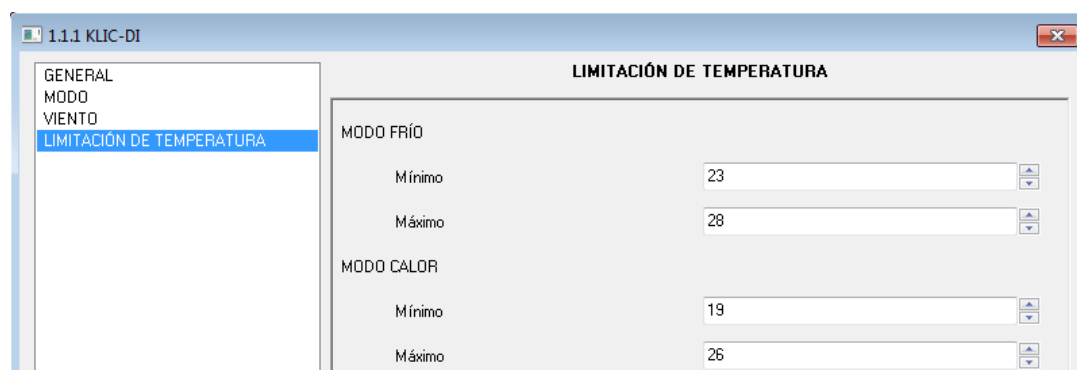 1.1.1 KLIC-DI
GENERAL
MODO
VIENTO
LIMITACIÓN DE TEMPERATURA
LIMITACIÓN DE TEMPERATURA
MODO FRÍO
Mínimo 23
Máximo 28
MODO CALOR
Mínimo 19
Máximo 26